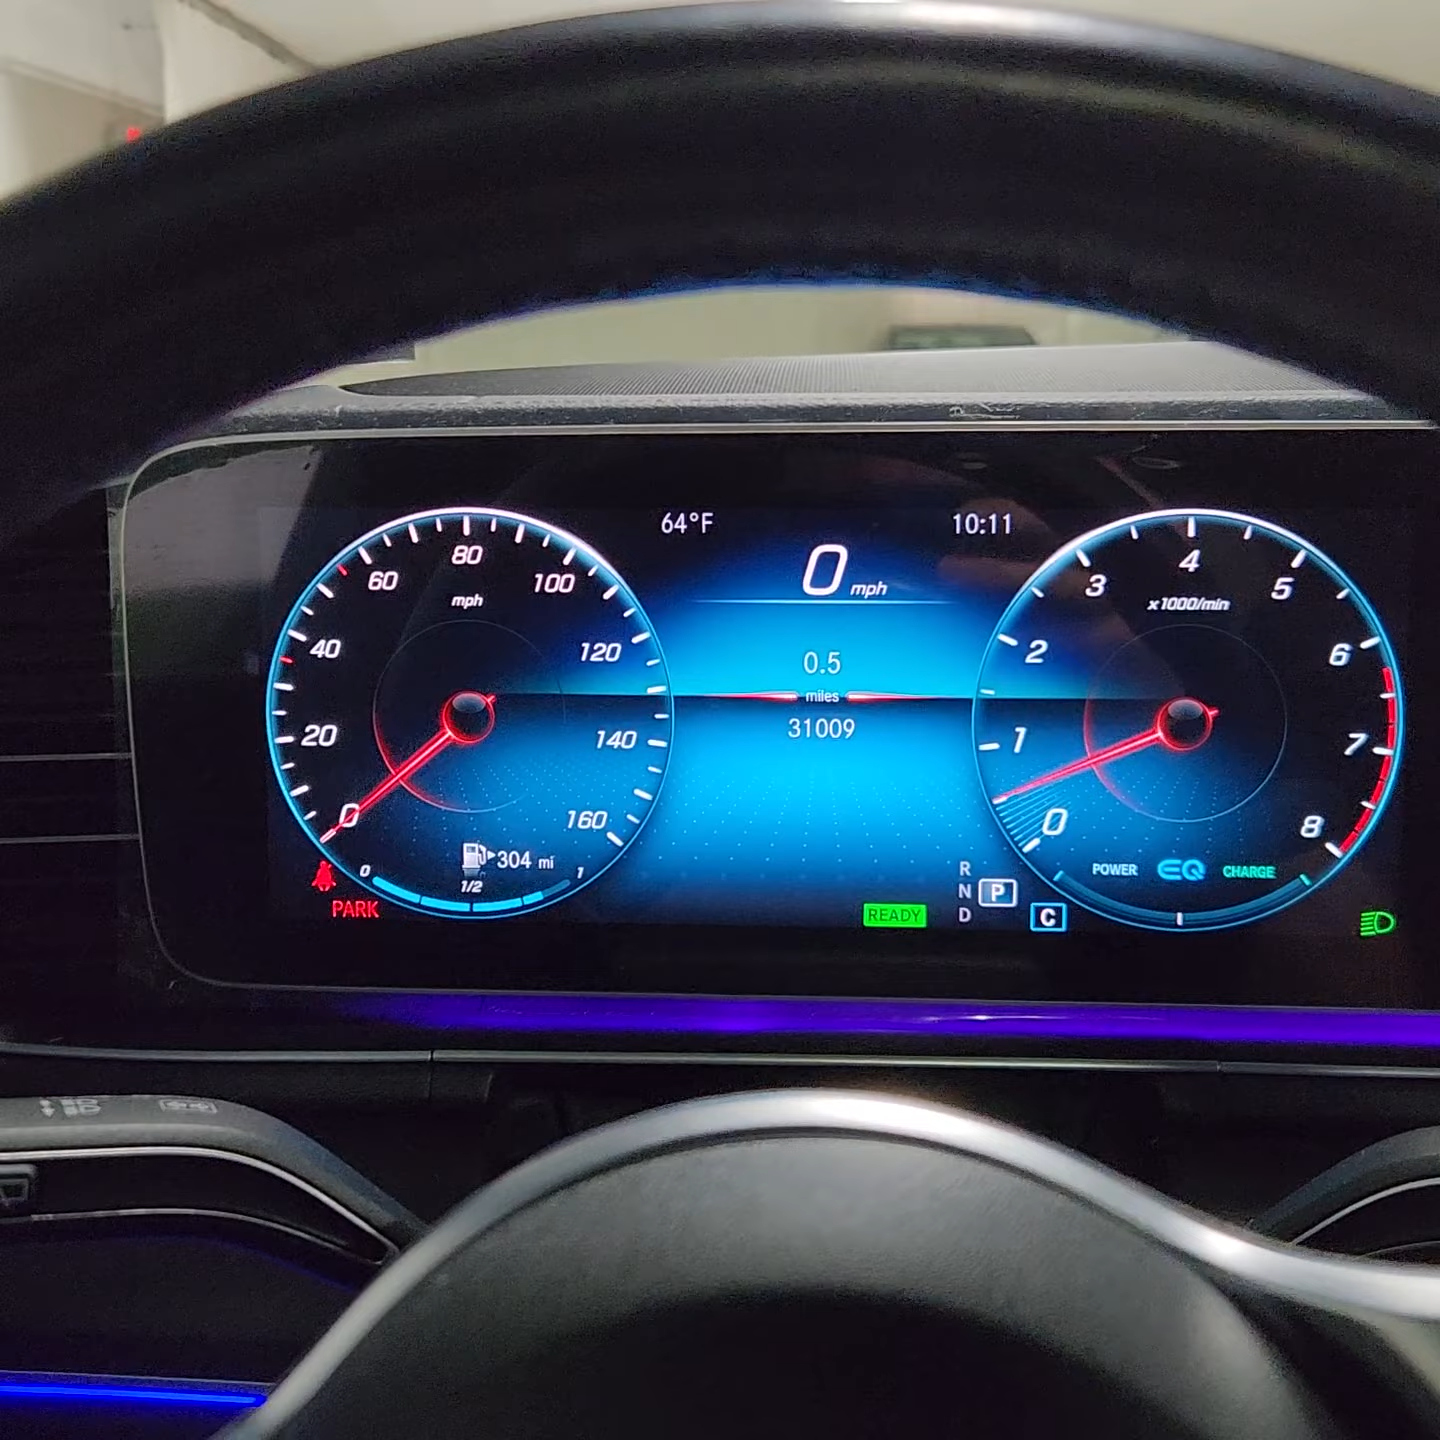 64°F 10:11
0 mph
0.5
miles
31009
0 20 40 60 80 100 120 140 160
mph
304 mi
0 1/2 1
PARK
READY
R
N P
D
C
0 1 2 3 4 5 6 7 8
x1000/min
POWER EQ CHARGE